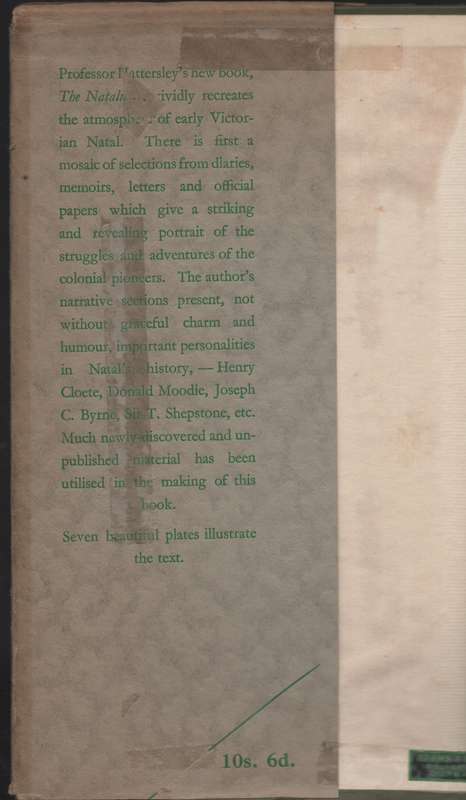 Professor Hattersley's new book,
The Natalians vividly recreates
the atmosphere of early Victor-
ian Natal. There is first a
mosaic of selections from diaries,
memoirs, letters and official
papers which give a striking
and revealing portrait of the
struggles and adventures of the
colonial pioneers. The author's
narrative sections present, not
without graceful charm and
humour, important personalities
in Natal's history, — Henry
Cloete, Donald Moodie, Joseph
C. Byrne, Sir T. Shepstone, etc.
Much newly-discovered and un-
published material has been
utilised in the making of this
book.
Seven beautiful plates illustrate
the text.
10s. 6d.